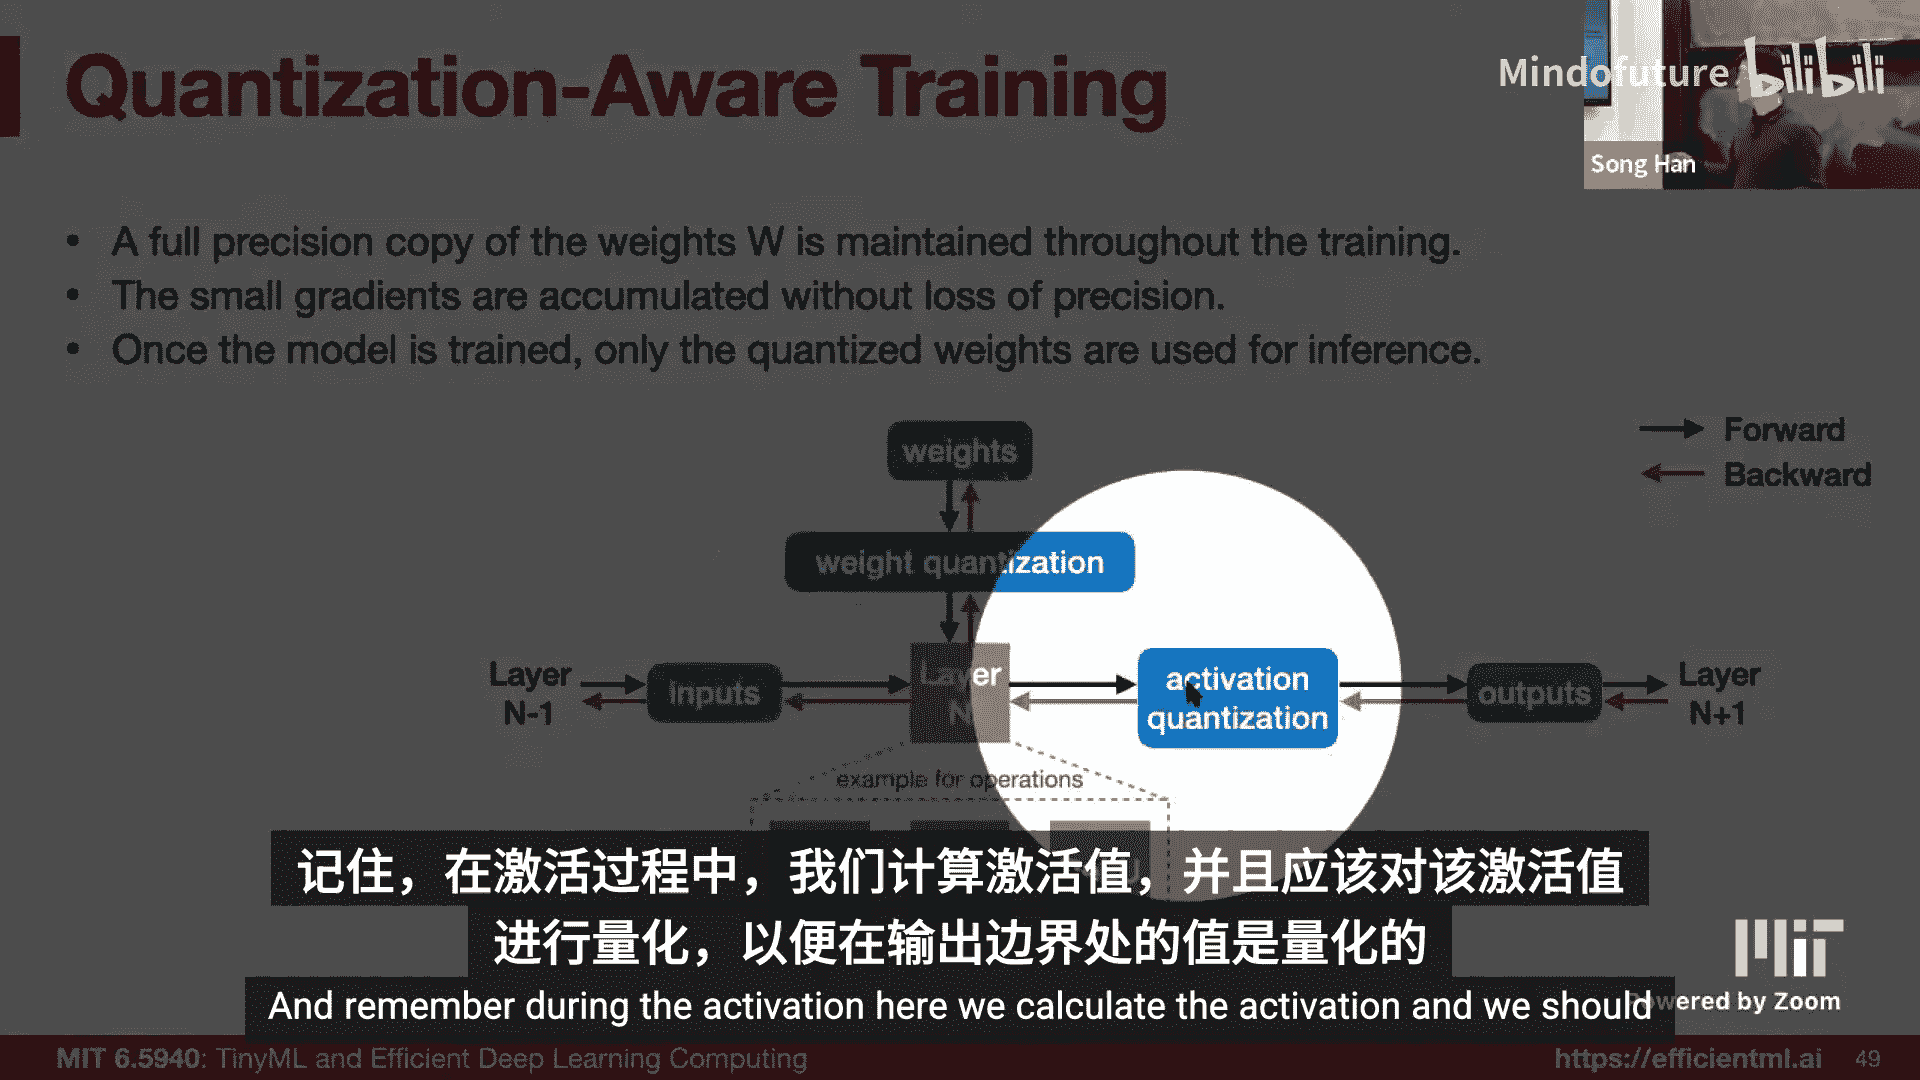 Quantization-Aware Training
Mindofuture bilibili
Song Han
• A full precision copy of the weights W is maintained throughout the training.
• The small gradients are accumulated without loss of precision.
• Once the model is trained, only the quantized weights are used for inference.
Forward
Backward
weights
weight quantization
Layer N-1
inputs
Layer N
activation quantization
outputs
Layer N+1
example for operations
记住，在激活过程中，我们计算激活值，并且应该对该激活值
进行量化，以便在输出边界处的值是量化的
And remember during the activation here we calculate the activation and we should
MIT
Powered by Zoom
MIT 6.5940: TinyML and Efficient Deep Learning Computing
https://efficientml.ai
49